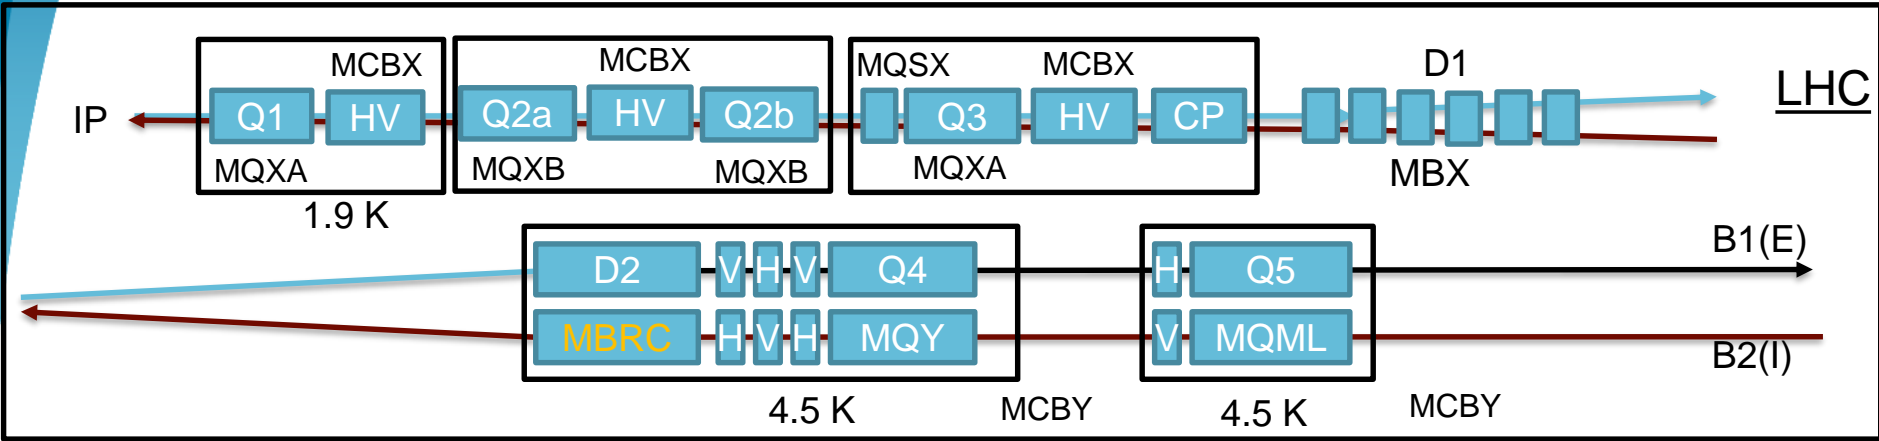 MCBX MCBX MQSX MCBX D1 LHC
IP Q1 HV Q2a HV Q2b Q3 HV CP
MQXA MQXB MQXB MQXA MBX
1.9 K
B1(E)
D2 V H V Q4 H Q5
MBRC H V H MQY V MQML
B2(I)
4.5 K MCBY 4.5 K MCBY